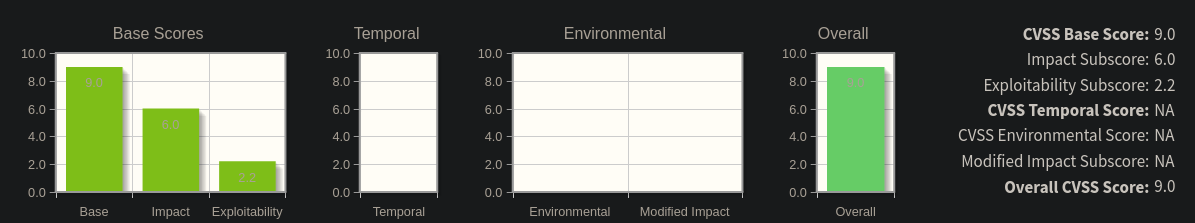 Base Scores
10.0
8.0
6.0
4.0
2.0
0.0
9.0
6.0
2.2
Base Impact Exploitability
Temporal
10.0
8.0
6.0
4.0
2.0
0.0
Temporal
Environmental
10.0
8.0
6.0
4.0
2.0
0.0
Environmental Modified Impact
Overall
10.0
8.0
6.0
4.0
2.0
0.0
9.0
Overall
CVSS Base Score: 9.0
Impact Subscore: 6.0
Exploitability Subscore: 2.2
CVSS Temporal Score: NA
CVSS Environmental Score: NA
Modified Impact Subscore: NA
Overall CVSS Score: 9.0